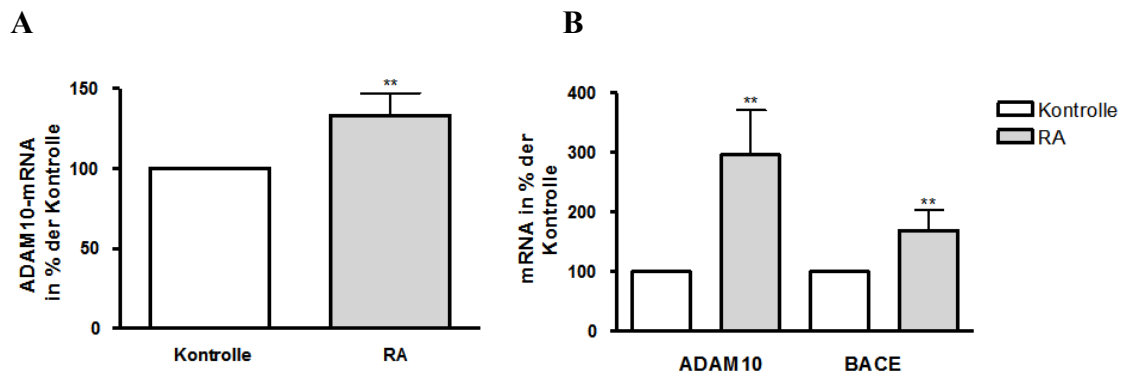 A
B
ADAM10-mRNA
in % der Kontrolle
150
100
50
0
**
Kontrolle
RA
mRNA in % der
Kontrolle
400
300
200
100
0
**
**
ADAM10
BACE
Kontrolle
RA